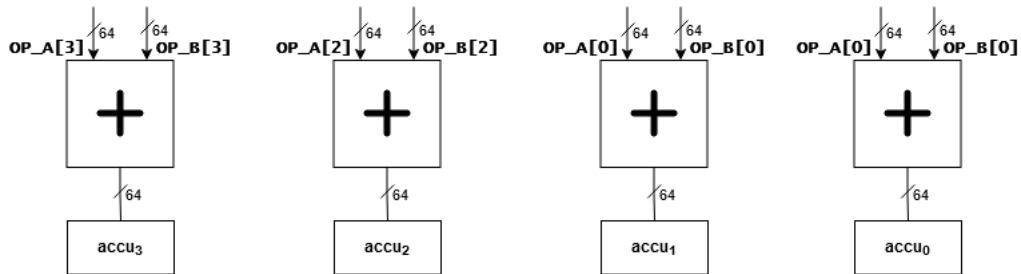 64 64 64 64 64 64 64 64
OP_A[3] OP_B[3] OP_A[2] OP_B[2] OP_A[0] OP_B[0] OP_A[0] OP_B[0]
64 64 64 64
accu3 accu2 accu1 accu0